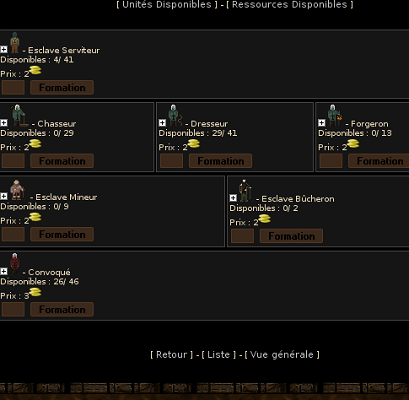 [ Unités Disponibles ] - [ Ressources Disponibles ]
- Esclave Serviteur
Disponibles : 4/ 41
Prix : 2
Formation
- Chasseur
Disponibles : 0/ 29
Prix : 2
Formation
- Dresseur
Disponibles : 29/ 41
Prix : 2
Formation
- Forgeron
Disponibles : 0/ 13
Prix : 2
Formation
- Esclave Mineur
Disponibles : 0/ 9
Prix : 2
Formation
- Esclave Bûcheron
Disponibles : 0/ 2
Prix : 2
Formation
- Convoqué
Disponibles : 26/ 46
Prix : 3
Formation
[ Retour ] - [ Liste ] - [ Vue générale ]